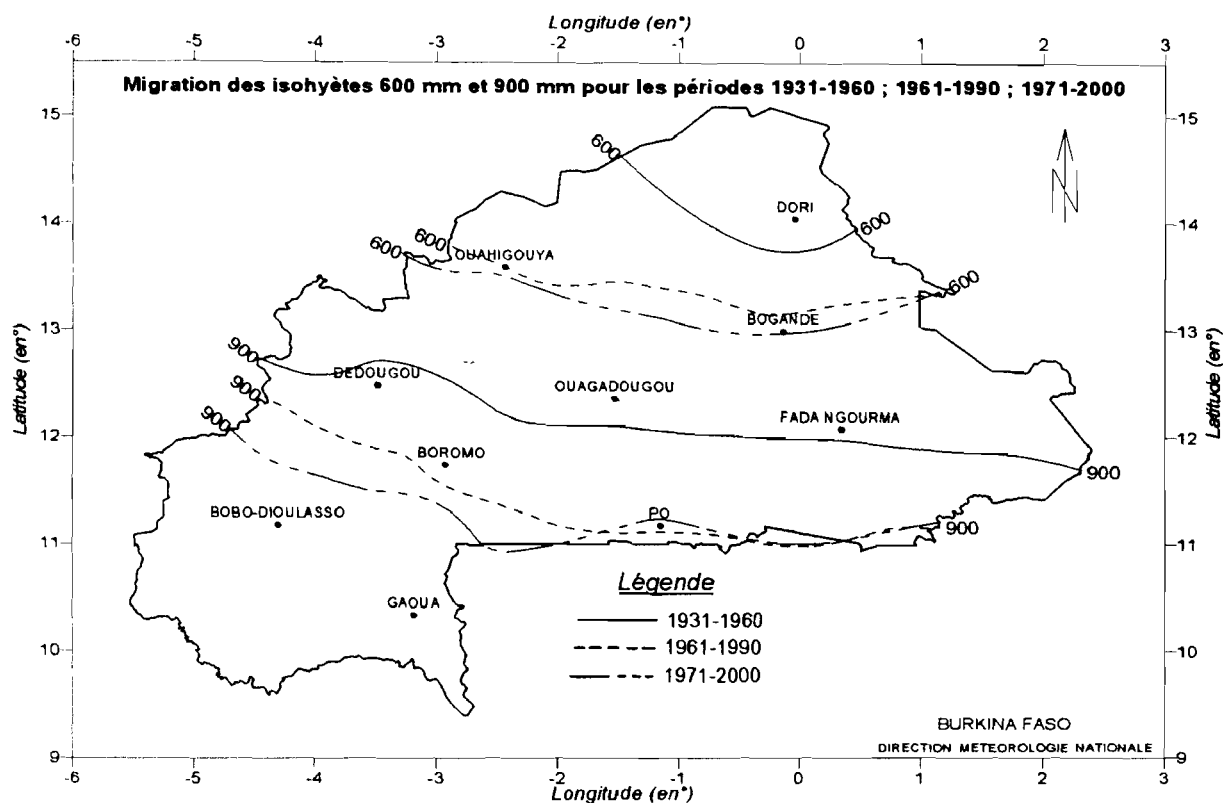 Longitude (en°)
-6 -5 -4 -3 -2 -1 0 1 2 3
Migration des isohyètes 600 mm et 900 mm pour les périodes 1931-1960 ; 1961-1990 ; 1971-2000
15 15
600
DORI
14 14
600
600 600
OUAHIGOUYA
600
BOGANDE
13 13
900
DEDOUGOU
OUAGADOUGOU
900
FADA NGOURMA
900
12 12
Latitude (en°)
Latitude (en°)
BOROMO
900
BOBO-DIOULASSO
PO
900
11 11
Légende
GAOUA
1931-1960
1961-1990
1971-2000
10 10
BURKINA FASO
DIRECTION METEOROLOGIE NATIONALE
9 9
-6 -5 -4 -3 -2 -1 0 1 2 3
Longitude (en°)
N